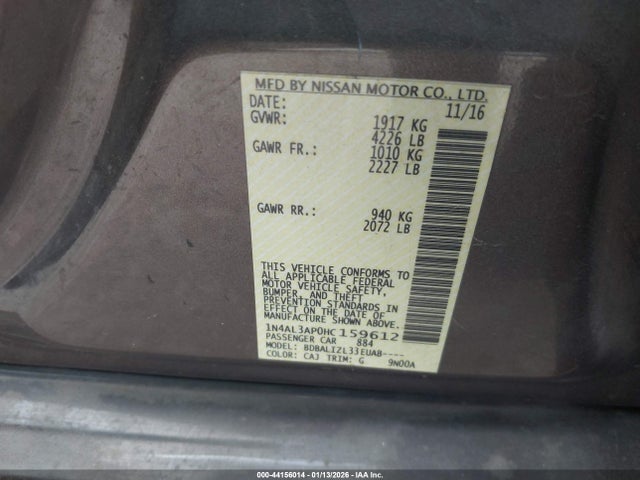 MFD BY NISSAN MOTOR CO., LTD.
DATE: 11/16
GVWR: 1917 KG
4226 LB
GAWR FR.: 1010 KG
2227 LB
GAWR RR.: 940 KG
2072 LB
THIS VEHICLE CONFORMS TO
ALL APPLICABLE FEDERAL
MOTOR VEHICLE SAFETY,
BUMPER, AND THEFT
PREVENTION STANDARDS IN
EFFECT ON THE DATE OF
MANUFACTURE SHOWN ABOVE.
1N4AL3AP0HC159612
PASSENGER CAR 884
MODEL: BDBALIZL33EUAB----
COLOR: CAJ TRIM: G 9N00A
000-44156014 - 01/13/2026 - IAA Inc.